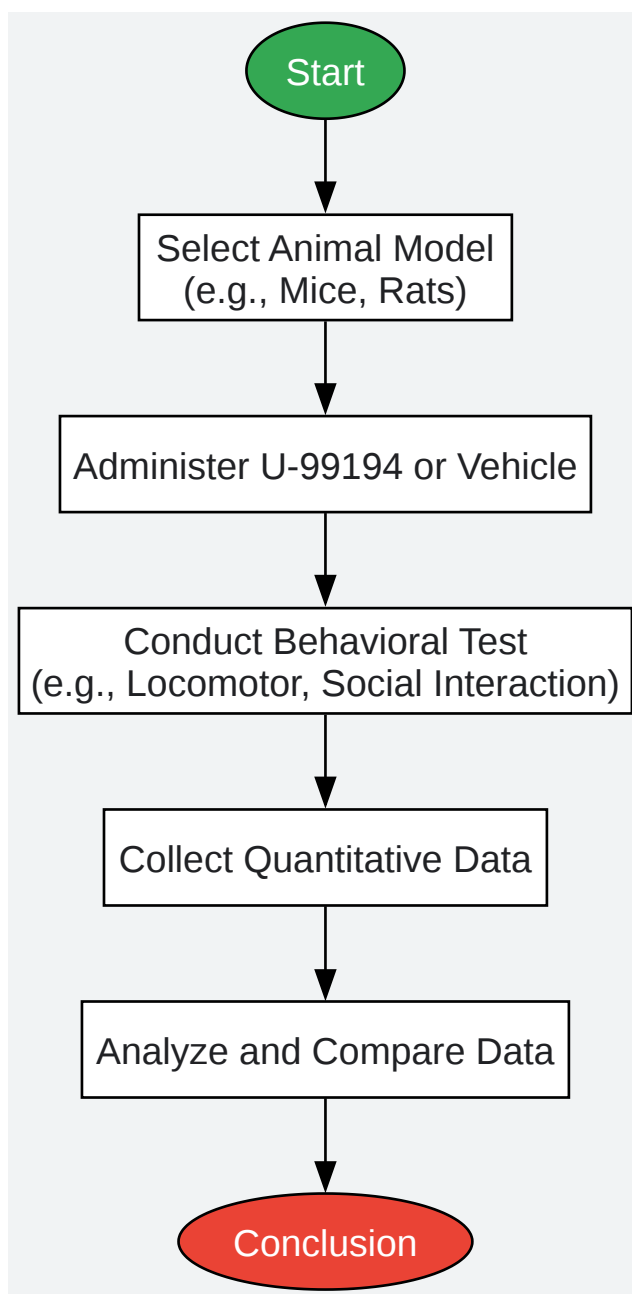 Start
Select Animal Model
(e.g., Mice, Rats)
Administer U-99194 or Vehicle
Conduct Behavioral Test
(e.g., Locomotor, Social Interaction)
Collect Quantitative Data
Analyze and Compare Data
Conclusion